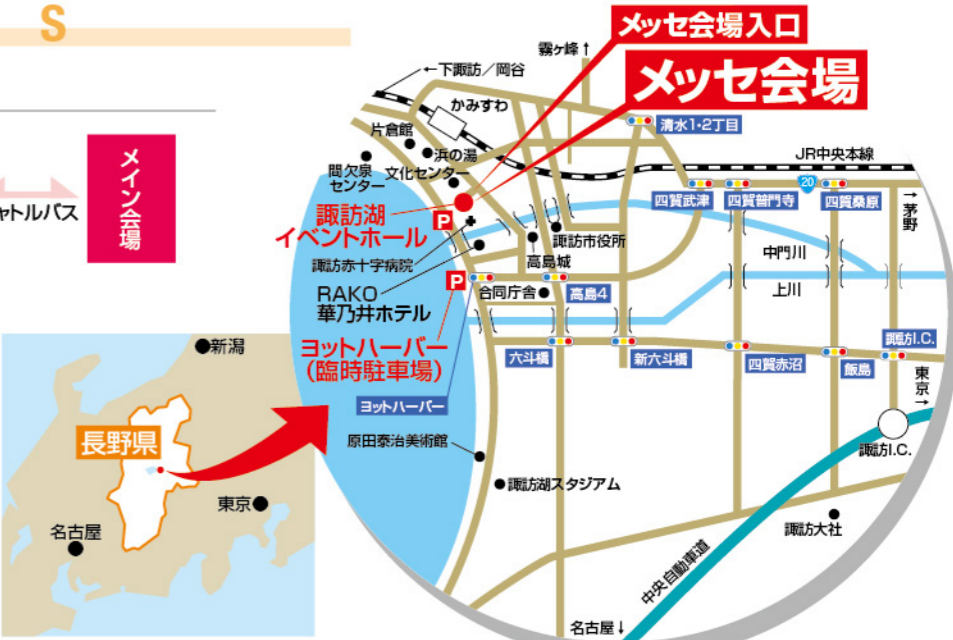 S
メッセ会場入口
霧ヶ峰↑
メッセ会場
←下諏訪／岡谷
かみすわ
清水1・2丁目
片倉館
浜の湯
JR中央本線
間欠泉
センター
文化センター
メイン会場
ャトルバス
20
四賀武津
四賀普門寺
四賀桑原
→茅野
諏訪湖
イベントホール
P
諏訪市役所
中門川
諏訪赤十字病院
高島城
上川
P
RAKO
華乃井ホテル
合同庁舎
高島4
ヨットハーバー
(臨時駐車場)
六斗橋
新六斗橋
四賀赤沼
飯島
諏訪I.C.
東京→
新潟
ヨットハーバー
長野県
原田泰治美術館
諏訪I.C.
諏訪湖スタジアム
東京
名古屋
諏訪大社
中央自動車道
名古屋↓